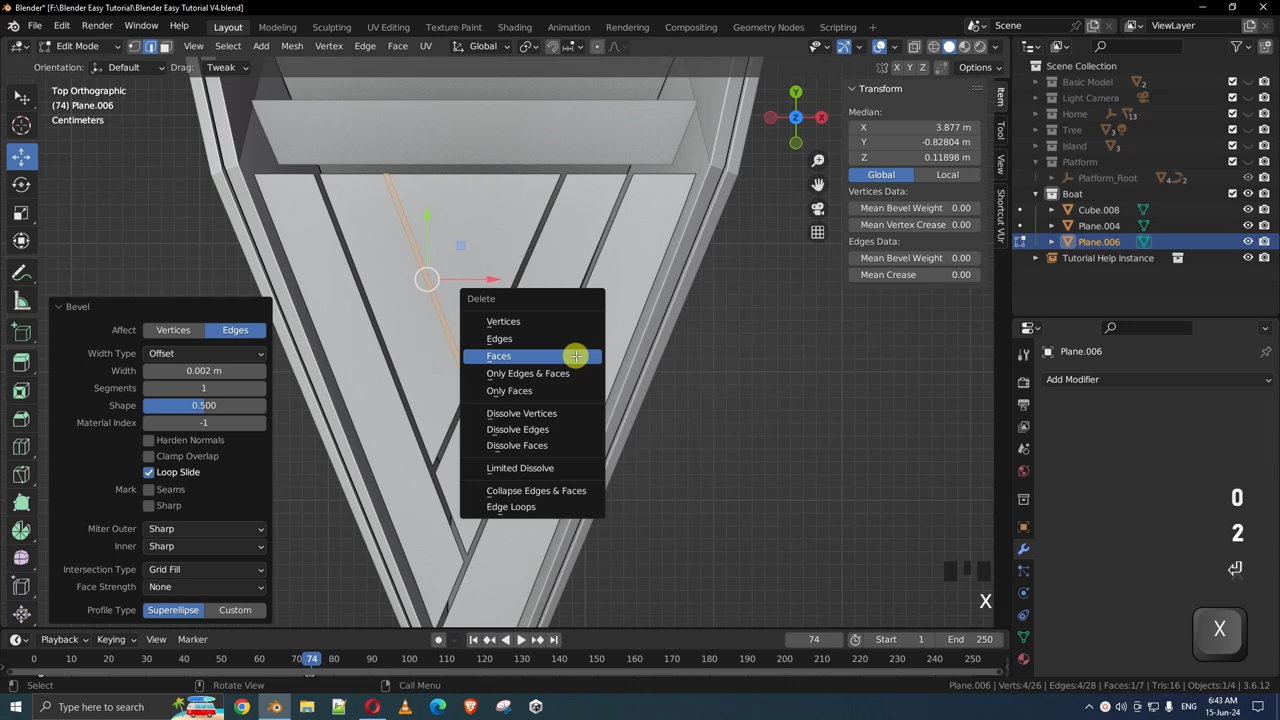 Blender* [F:\Blender Easy Tutorial\Blender Easy Tutorial V4.blend]
File Edit Render Window Help Layout Modeling Sculpting UV Editing Texture Paint Shading Animation Rendering Compositing Geometry Nodes Scripting Scene ViewLayer
Edit Mode View Select Add Mesh Vertex Edge Face UV Global
Orientation: Default Drag: Tweak X Y Z Options
Top Orthographic
(74) Plane.006
Centimeters
Y
X
Z
Transform
Median:
X 3.877 m
Y -0.82804 m
Z 0.11898 m
Global Local
Vertices Data:
Mean Bevel Weight 0.00
Mean Vertex Crease 0.00
Edges Data:
Mean Bevel Weight 0.00
Mean Crease 0.00
Item
Tool
View
Shortcut VUr
Scene Collection
Basic Model 2
Light Camera
Home 13
Tree 3
Island 3
Platform
Platform_Root 4 2
Boat
Cube.008
Plane.004
Plane.006
Tutorial Help Instance
Plane.006
Add Modifier
Bevel
Affect Vertices Edges
Width Type Offset
Width 0.002 m
Segments 1
Shape 0.500
Material Index -1
Harden Normals
Clamp Overlap
Loop Slide
Mark Seams
Sharp
Miter Outer Sharp
Inner Sharp
Intersection Type Grid Fill
Face Strength None
Profile Type Superellipse Custom
Delete
Vertices
Edges
Faces
Only Edges & Faces
Only Faces
Dissolve Vertices
Dissolve Edges
Dissolve Faces
Limited Dissolve
Collapse Edges & Faces
Edge Loops
0
2
X
X
Playback Keying View Marker 74 Start 1 End 250
0 10 20 30 40 50 60 70 74 80 90 100 110 120 130 140 150 160 170 180 190 200 210 220 230 240 250
Select Rotate View Call Menu Plane.006 | Verts:4/26 | Edges:4/28 | Faces:1/7 | Tris:16 | Objects:1/4 | 3.6.12
Type here to search ENG 6:43 AM
15-Jun-24